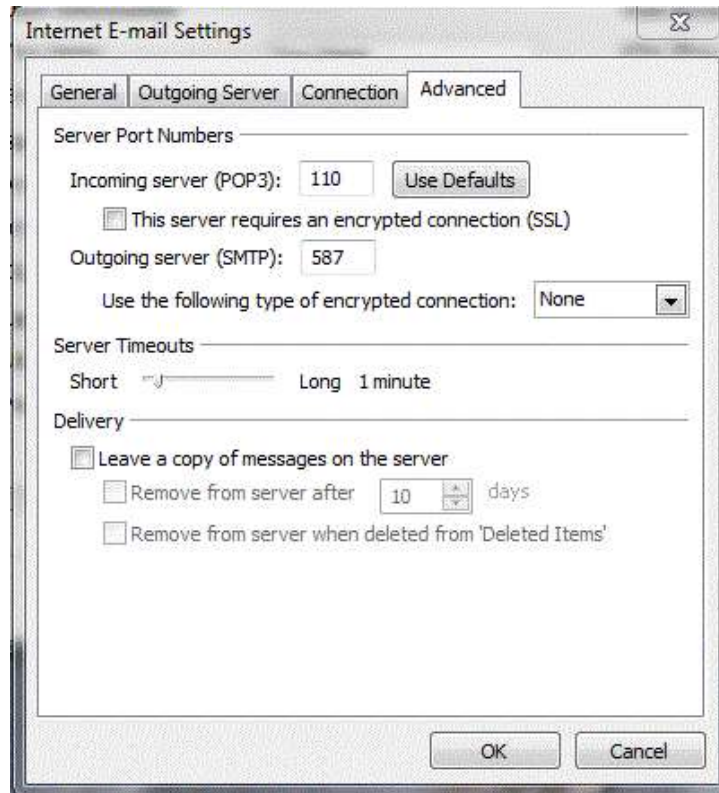 Internet E-mail Settings
General Outgoing Server Connection Advanced
Server Port Numbers
Incoming server (POP3): 110 Use Defaults
This server requires an encrypted connection (SSL)
Outgoing server (SMTP): 587
Use the following type of encrypted connection: None
Server Timeouts
Short Long 1 minute
Delivery
Leave a copy of messages on the server
Remove from server after 10 days
Remove from server when deleted from 'Deleted Items'
OK Cancel